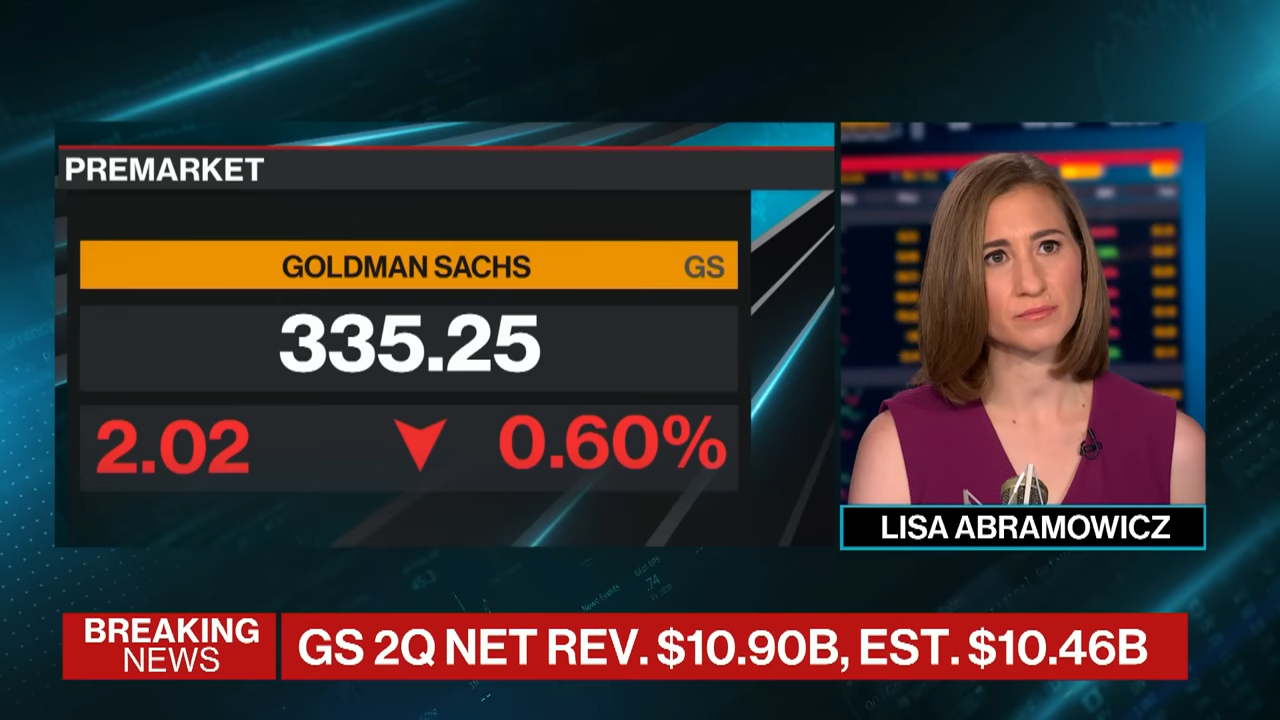 PREMARKET
GOLDMAN SACHS GS
335.25
2.02 0.60%
LISA ABRAMOWICZ
BREAKING
NEWS
GS 2Q NET REV. $10.90B, EST. $10.46B